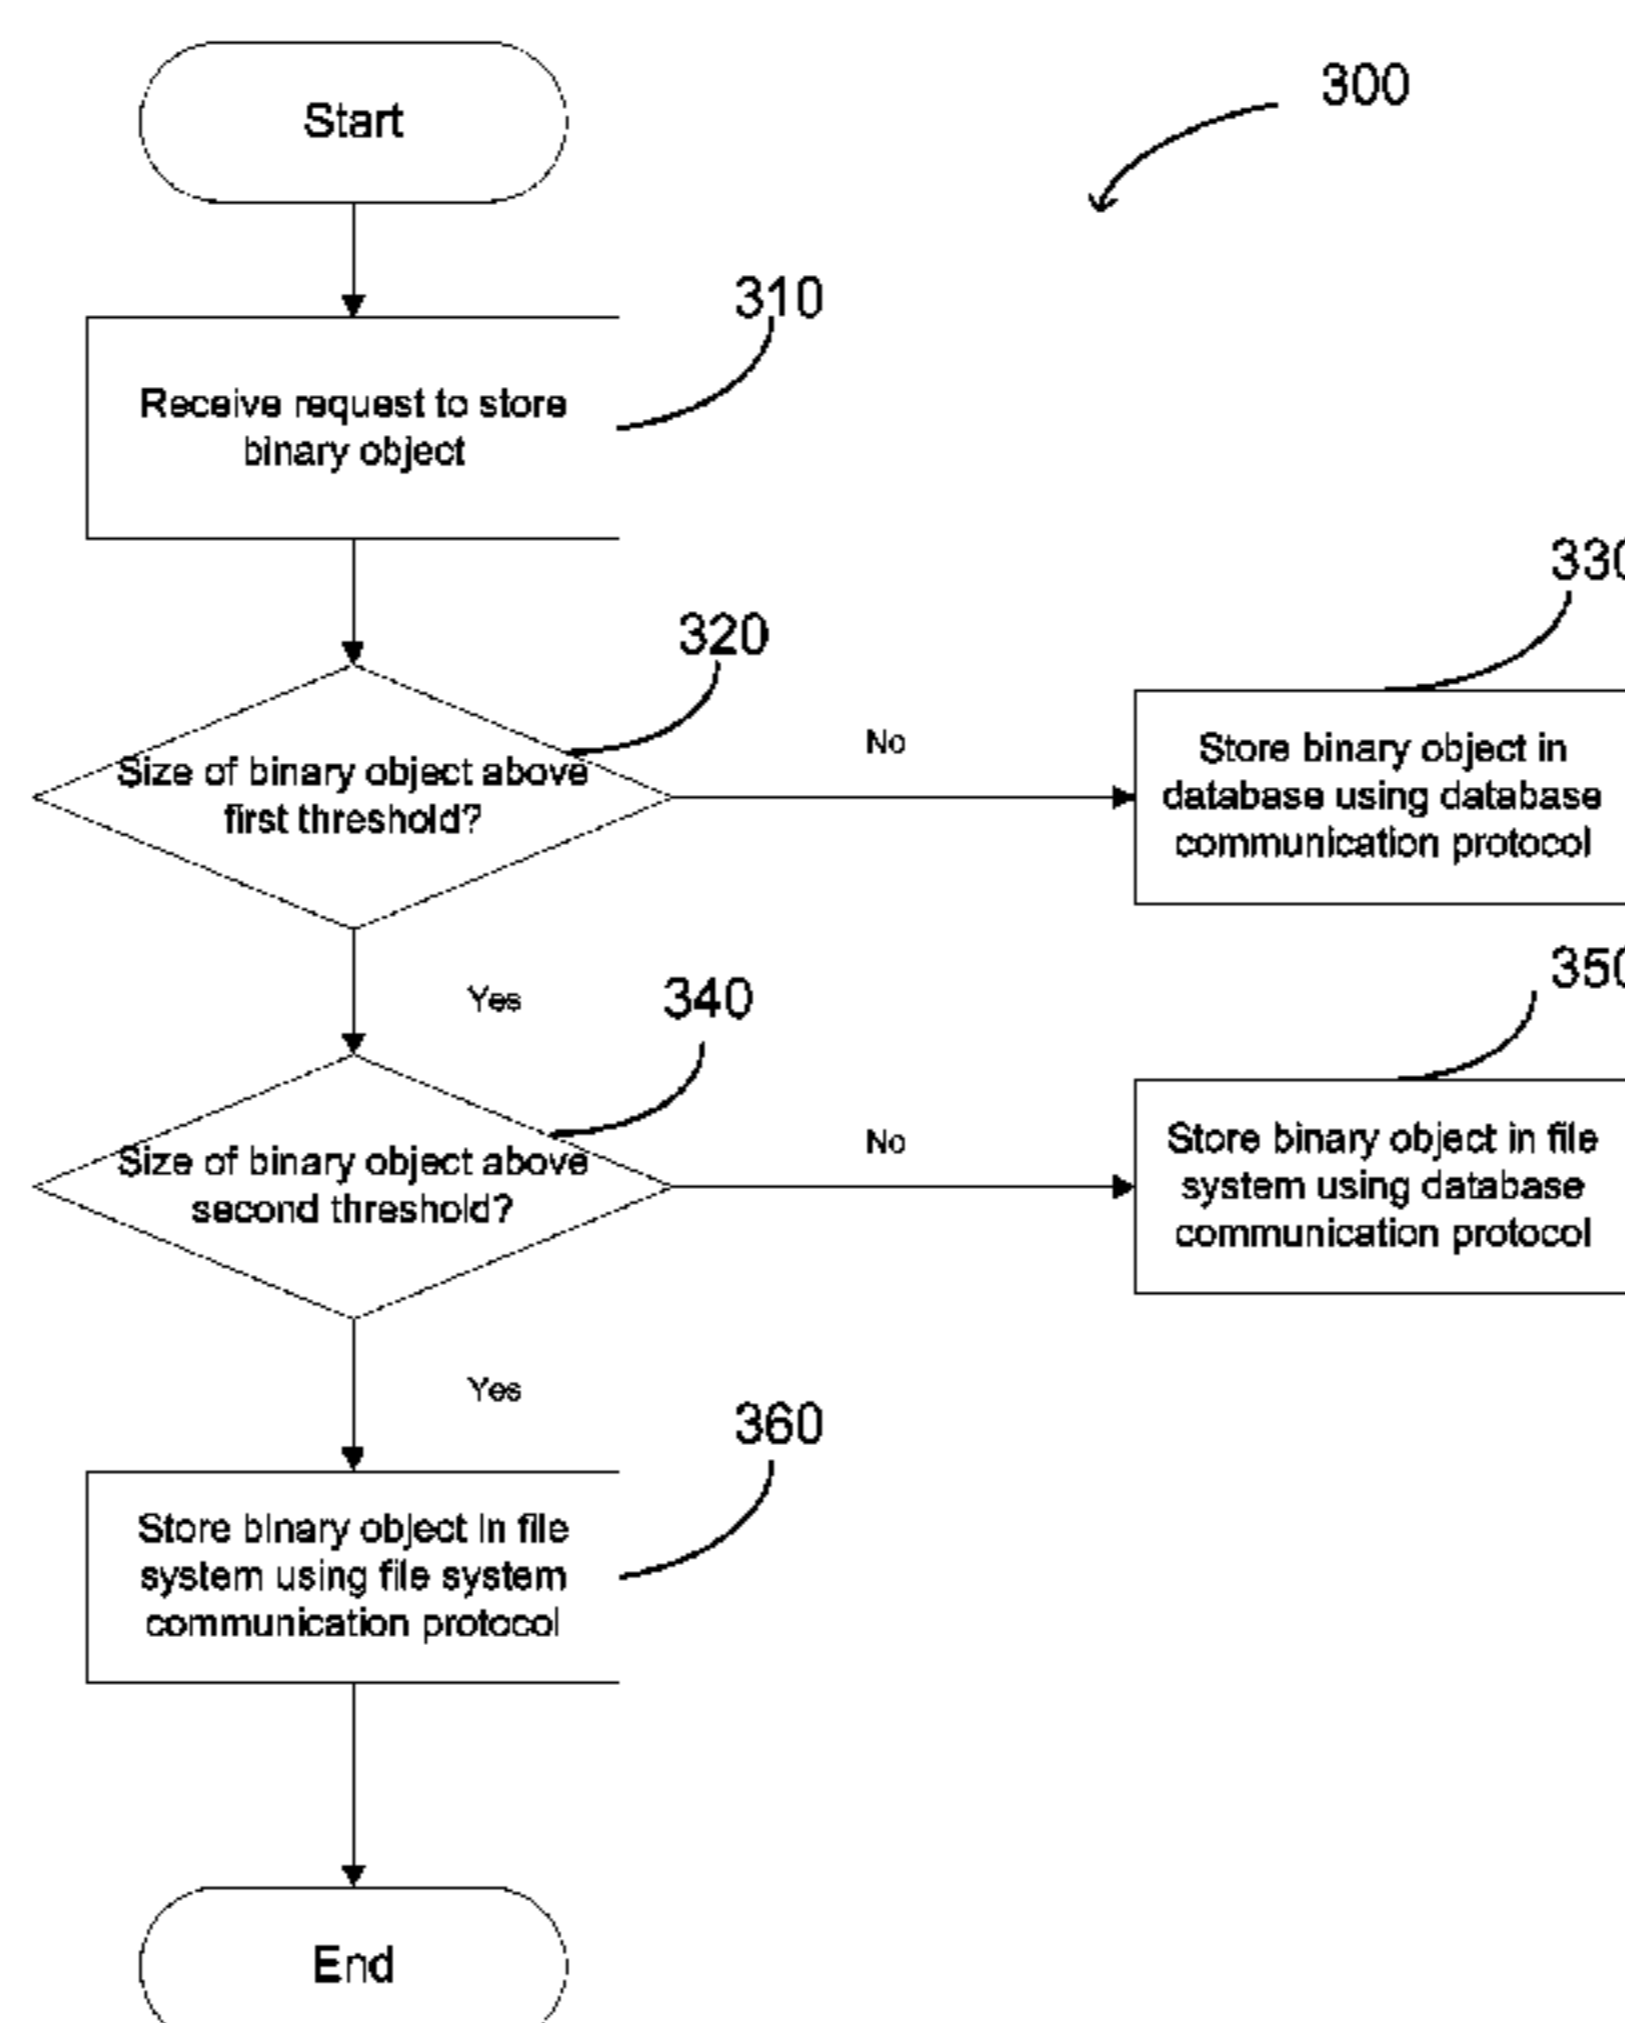 Start
300
310
Receive request to store
binary object
330
320
Size of binary object above
first threshold?
No
Store binary object in
database using database
communication protocol
Yes
340
350
Size of binary object above
second threshold?
No
Store binary object in file
system using database
communication protocol
Yes
360
Store binary object in file
system using file system
communication protocol
End